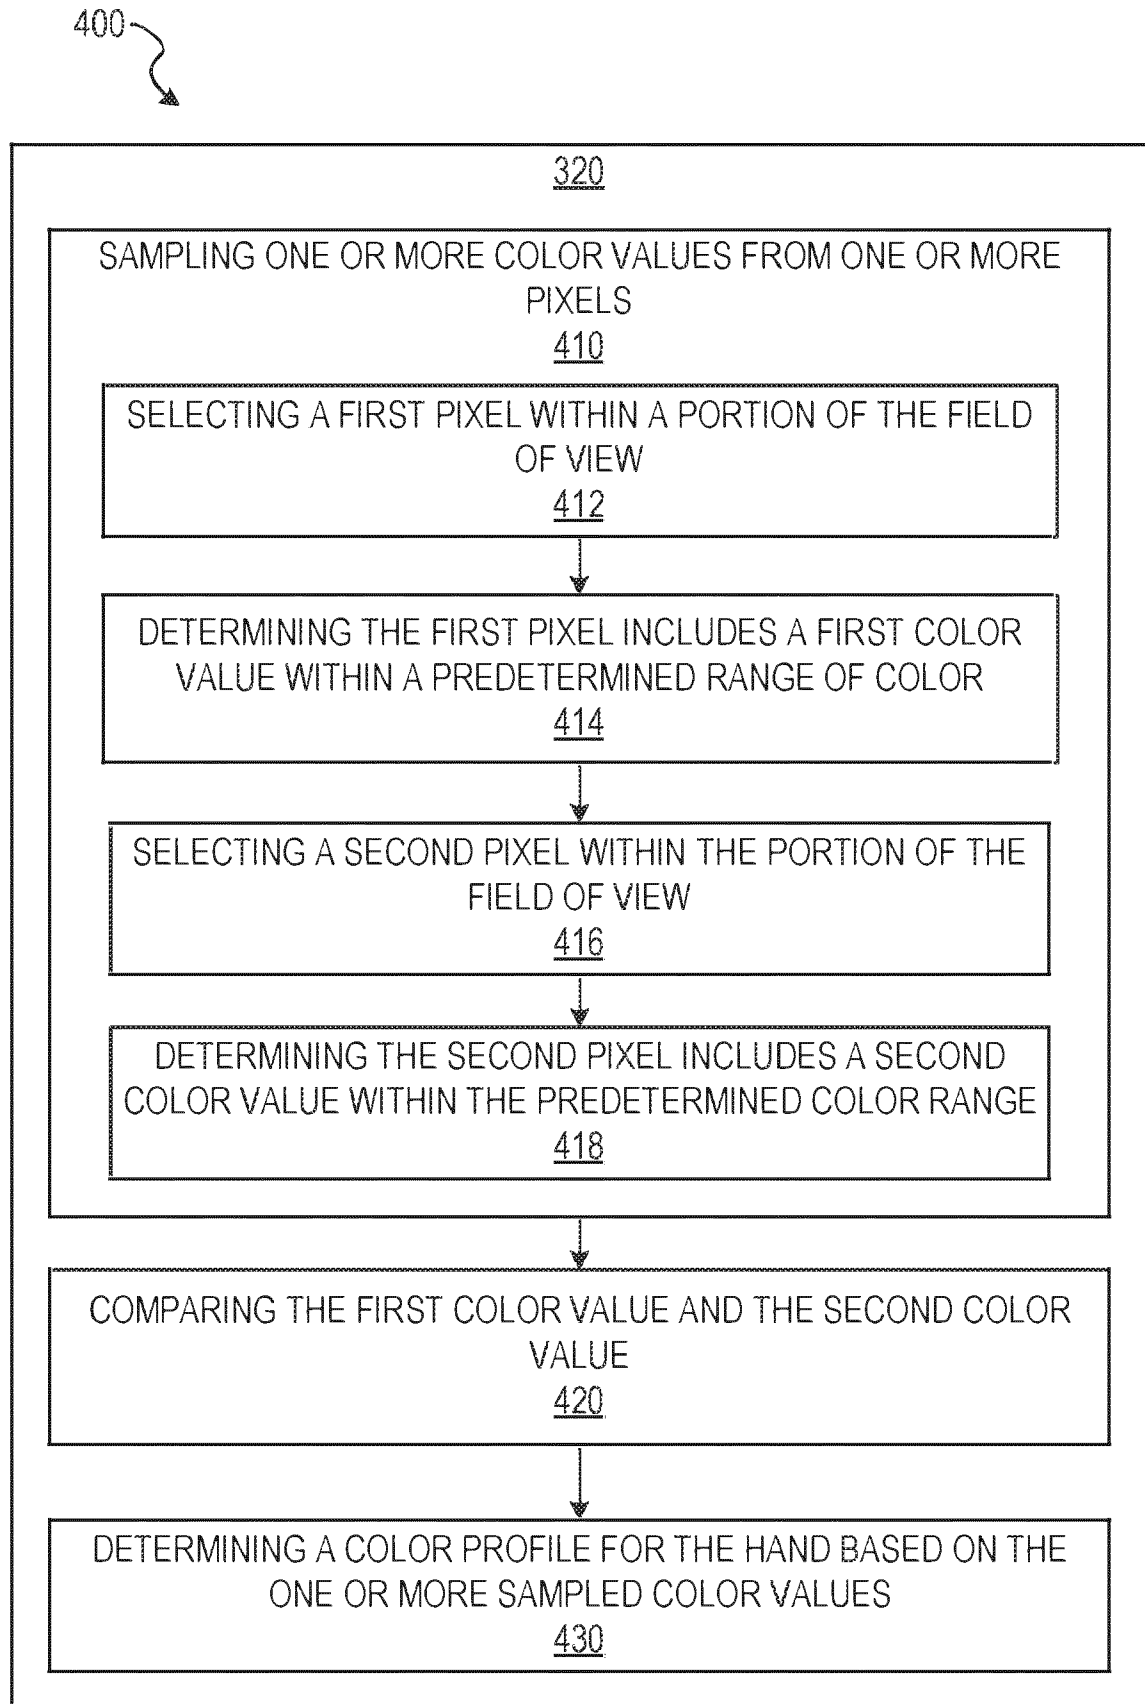 400
320
SAMPLING ONE OR MORE COLOR VALUES FROM ONE OR MORE
PIXELS
410
SELECTING A FIRST PIXEL WITHIN A PORTION OF THE FIELD
OF VIEW
412
DETERMINING THE FIRST PIXEL INCLUDES A FIRST COLOR
VALUE WITHIN A PREDETERMINED RANGE OF COLOR
414
SELECTING A SECOND PIXEL WITHIN THE PORTION OF THE
FIELD OF VIEW
416
DETERMINING THE SECOND PIXEL INCLUDES A SECOND
COLOR VALUE WITHIN THE PREDETERMINED COLOR RANGE
418
COMPARING THE FIRST COLOR VALUE AND THE SECOND COLOR
VALUE
420
DETERMINING A COLOR PROFILE FOR THE HAND BASED ON THE
ONE OR MORE SAMPLED COLOR VALUES
430